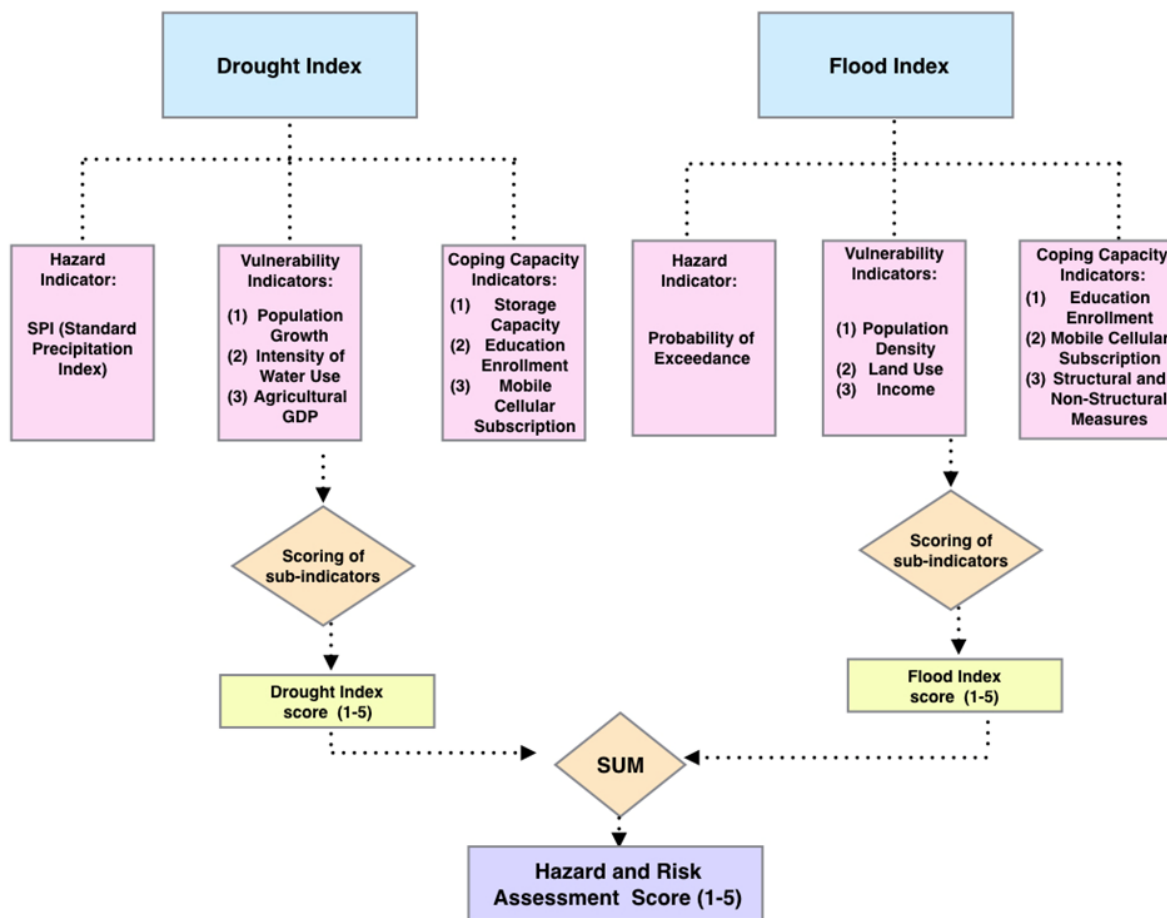 Drought Index
Flood Index
Hazard
Indicator:
SPI (Standard
Precipitation
Index)
Vulnerability
Indicators:
(1) Population
Growth
(2) Intensity of
Water Use
(3) Agricultural
GDP
Coping Capacity
Indicators:
(1) Storage
Capacity
(2) Education
Enrollment
(3) Mobile
Cellular
Subscription
Hazard
Indicator:
Probability
of Exceedance
Vulnerability
Indicators:
(1) Population
Density
(2) Land Use
(3) Income
Coping Capacity
Indicators:
(1) Education
Enrollment
(2) Mobile Cellular
Subscription
(3) Structural and
Non-Structural
Measures
Scoring of
sub-indicators
Scoring of
sub-indicators
Drought Index
score (1-5)
Flood Index
score (1-5)
SUM
Hazard and Risk
Assessment Score (1-5)